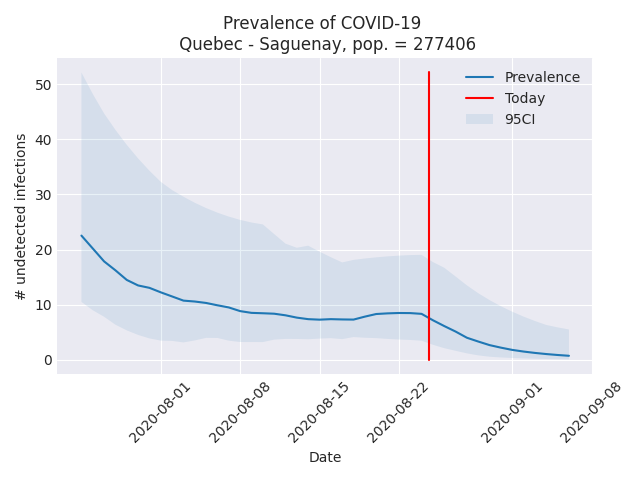 Prevalence of COVID-19
Quebec - Saguenay, pop. = 277406
Prevalence
Today
95CI
# undetected infections
50
40
30
20
10
0
2020-08-01
2020-08-08
2020-08-15
2020-08-22
2020-09-01
2020-09-08
Date